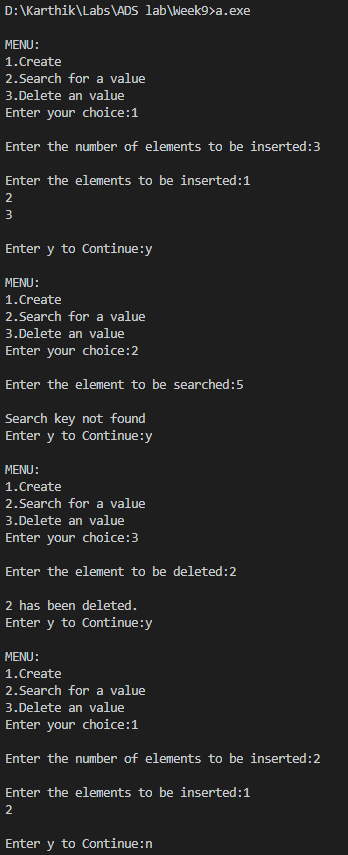 D:\Karthik\Labs\ADS lab\Week9>a.exe
MENU:
1.Create
2.Search for a value
3.Delete an value
Enter your choice:1
Enter the number of elements to be inserted:3
Enter the elements to be inserted:1
2
3
Enter y to Continue:y
MENU:
1.Create
2.Search for a value
3.Delete an value
Enter your choice:2
Enter the element to be searched:5
Search key not found
Enter y to Continue:y
MENU:
1.Create
2.Search for a value
3.Delete an value
Enter your choice:3
Enter the element to be deleted:2
2 has been deleted.
Enter y to Continue:y
MENU:
1.Create
2.Search for a value
3.Delete an value
Enter your choice:1
Enter the number of elements to be inserted:2
Enter the elements to be inserted:1
2
Enter y to Continue:n